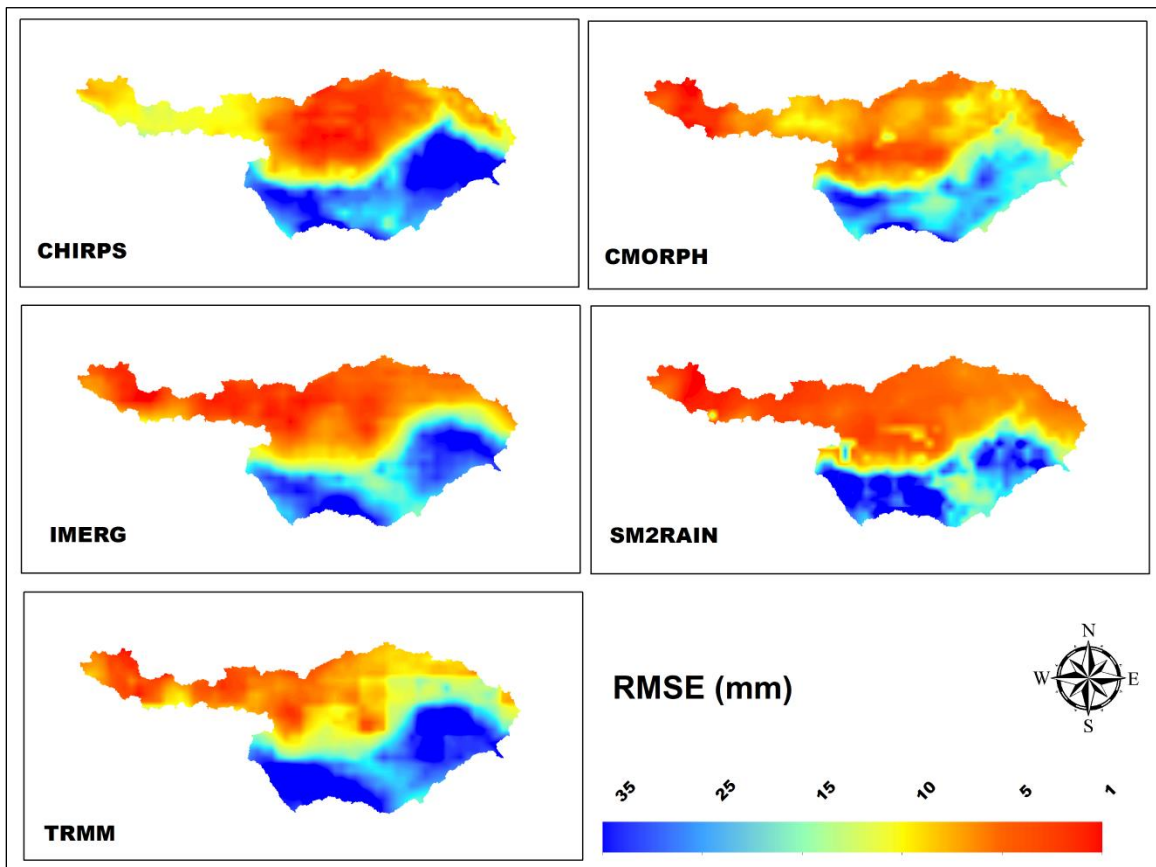 CHIRPS
CMORPH
IMERG
SM2RAIN
TRMM
RMSE (mm)
N
W E
S
35 25 15 10 5 1